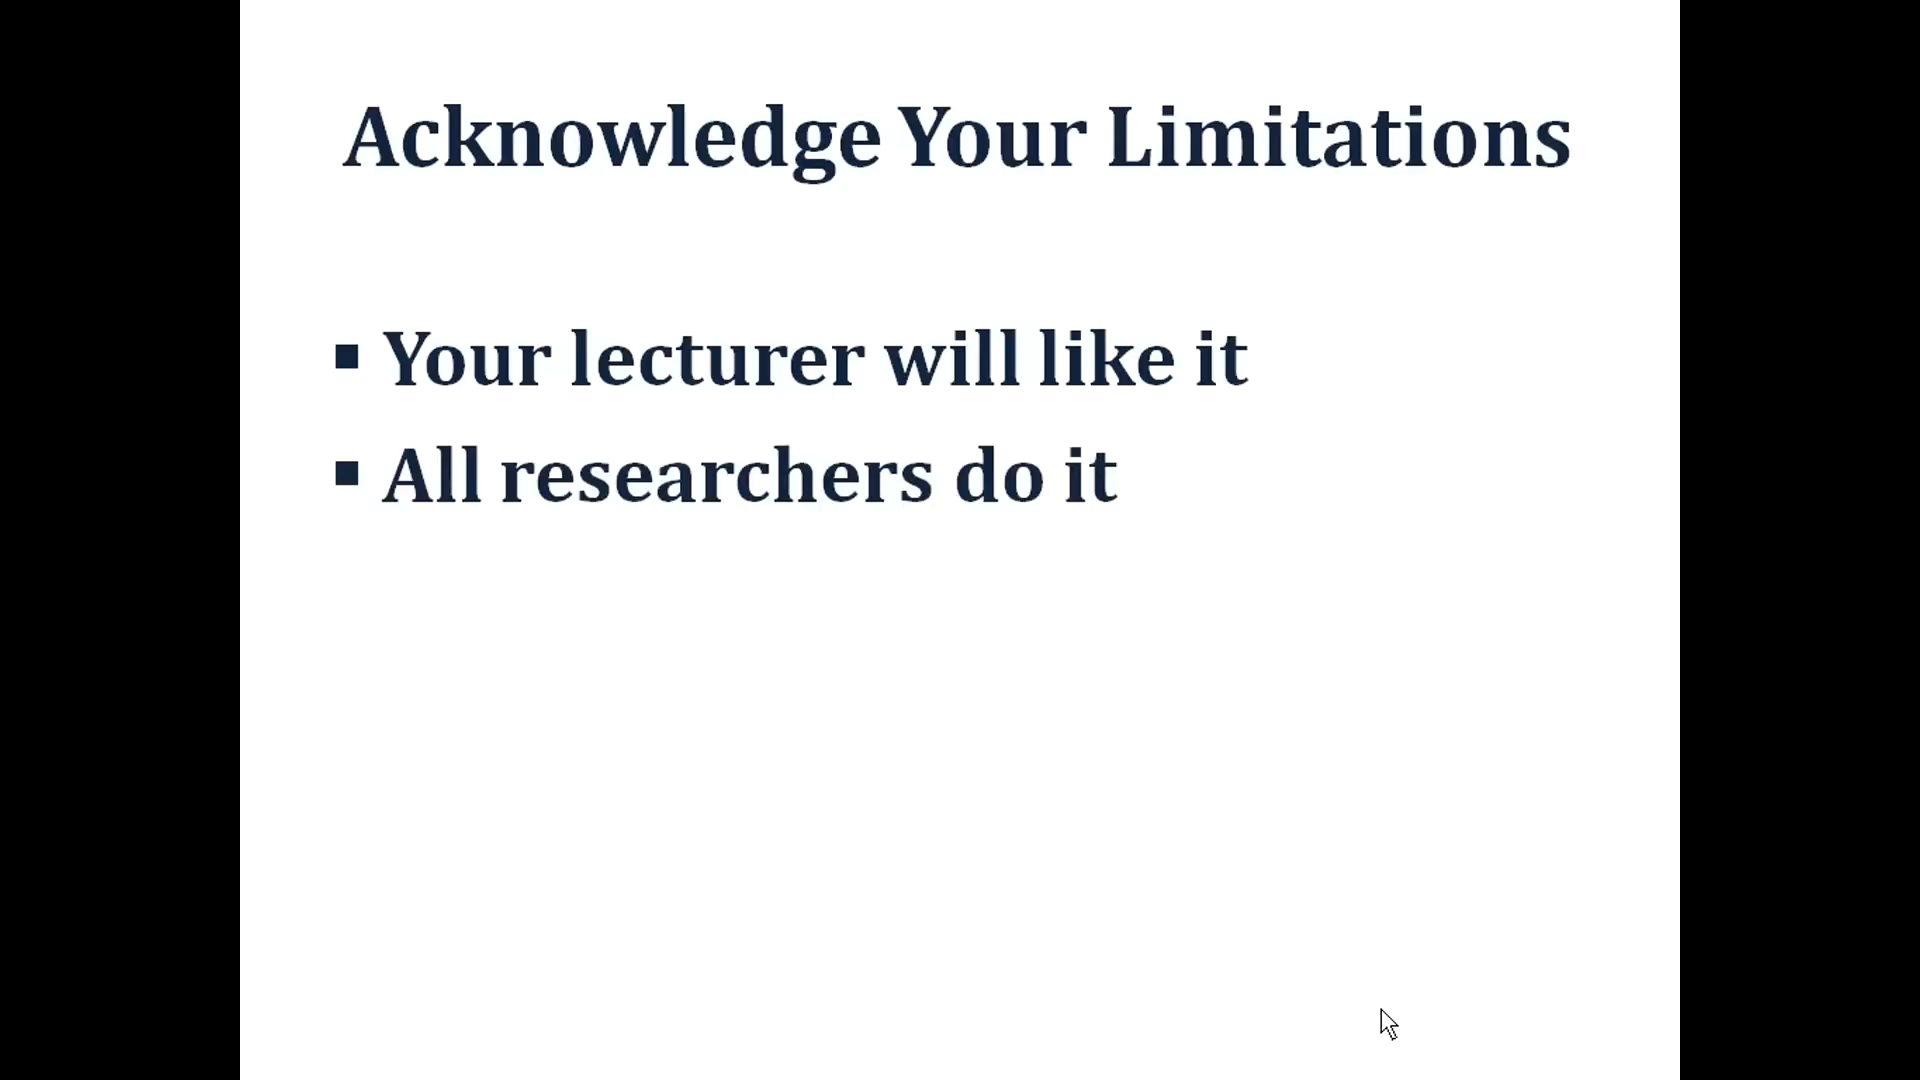 Acknowledge Your Limitations
▪ Your lecturer will like it
▪ All researchers do it